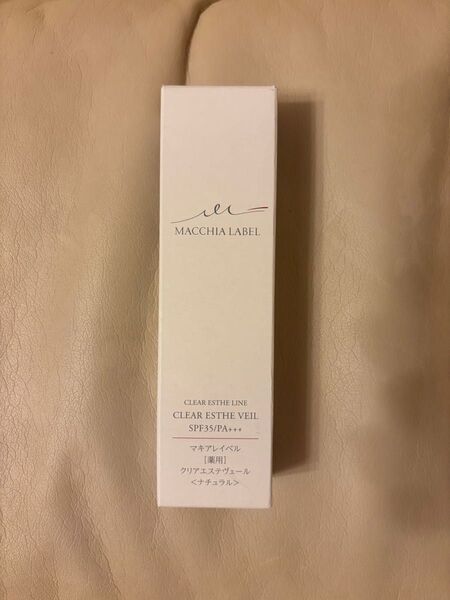 MACCHIA LABEL
CLEAR ESTHE LINE
CLEAR ESTHE VEIL
SPF35/PA+++
マキアレイベル
[薬用]
クリアエステヴェール
<ナチュラル>